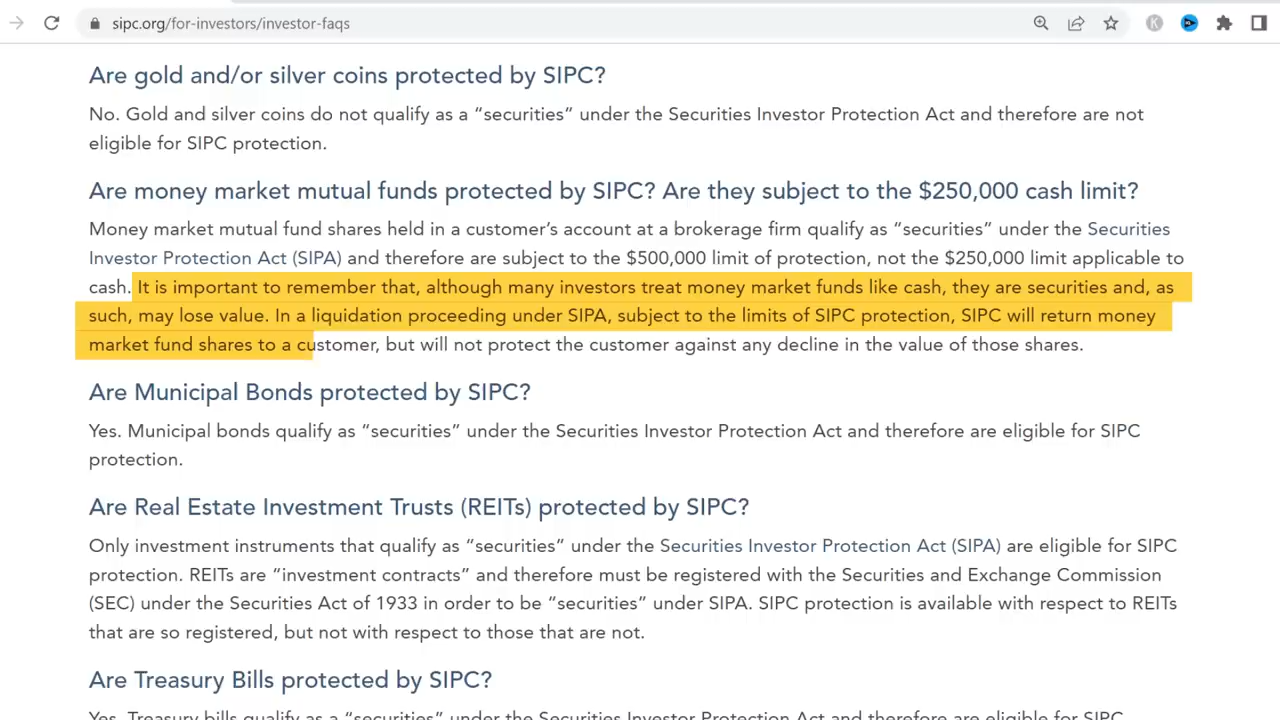 sipc.org/for-investors/investor-faqs
Are gold and/or silver coins protected by SIPC?
No. Gold and silver coins do not qualify as a “securities” under the Securities Investor Protection Act and therefore are not
eligible for SIPC protection.
Are money market mutual funds protected by SIPC? Are they subject to the $250,000 cash limit?
Money market mutual fund shares held in a customer’s account at a brokerage firm qualify as “securities” under the Securities
Investor Protection Act (SIPA) and therefore are subject to the $500,000 limit of protection, not the $250,000 limit applicable to
cash. It is important to remember that, although many investors treat money market funds like cash, they are securities and, as
such, may lose value. In a liquidation proceeding under SIPA, subject to the limits of SIPC protection, SIPC will return money
market fund shares to a customer, but will not protect the customer against any decline in the value of those shares.
Are Municipal Bonds protected by SIPC?
Yes. Municipal bonds qualify as “securities” under the Securities Investor Protection Act and therefore are eligible for SIPC
protection.
Are Real Estate Investment Trusts (REITs) protected by SIPC?
Only investment instruments that qualify as “securities” under the Securities Investor Protection Act (SIPA) are eligible for SIPC
protection. REITs are “investment contracts” and therefore must be registered with the Securities and Exchange Commission
(SEC) under the Securities Act of 1933 in order to be “securities” under SIPA. SIPC protection is available with respect to REITs
that are so registered, but not with respect to those that are not.
Are Treasury Bills protected by SIPC?
Yes. Treasury bills qualify as a “securities” under the Securities Investor Protection Act and therefore are eligible for SIPC